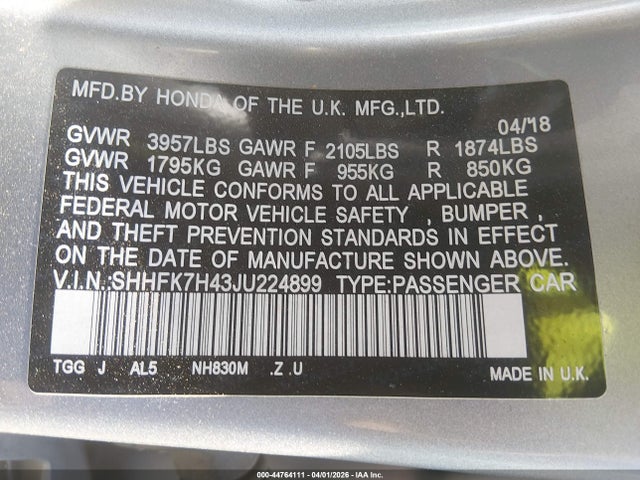 MFD.BY HONDA OF THE U.K. MFG.,LTD.
04/18
GVWR 3957LBS GAWR F 2105LBS R 1874LBS
GVWR 1795KG GAWR F 955KG R 850KG
THIS VEHICLE CONFORMS TO ALL APPLICABLE
FEDERAL MOTOR VEHICLE SAFETY , BUMPER ,
AND THEFT PREVENTION STANDARDS IN EFFECT
ON THE DATE OF MANUFACTURE SHOWN ABOVE.
V.I.N.:SHHFK7H43JU224899 TYPE:PASSENGER CAR
TGG J AL5 NH830M .Z .U
MADE IN U.K.
000-44764111 - 04/01/2026 - IAA Inc.